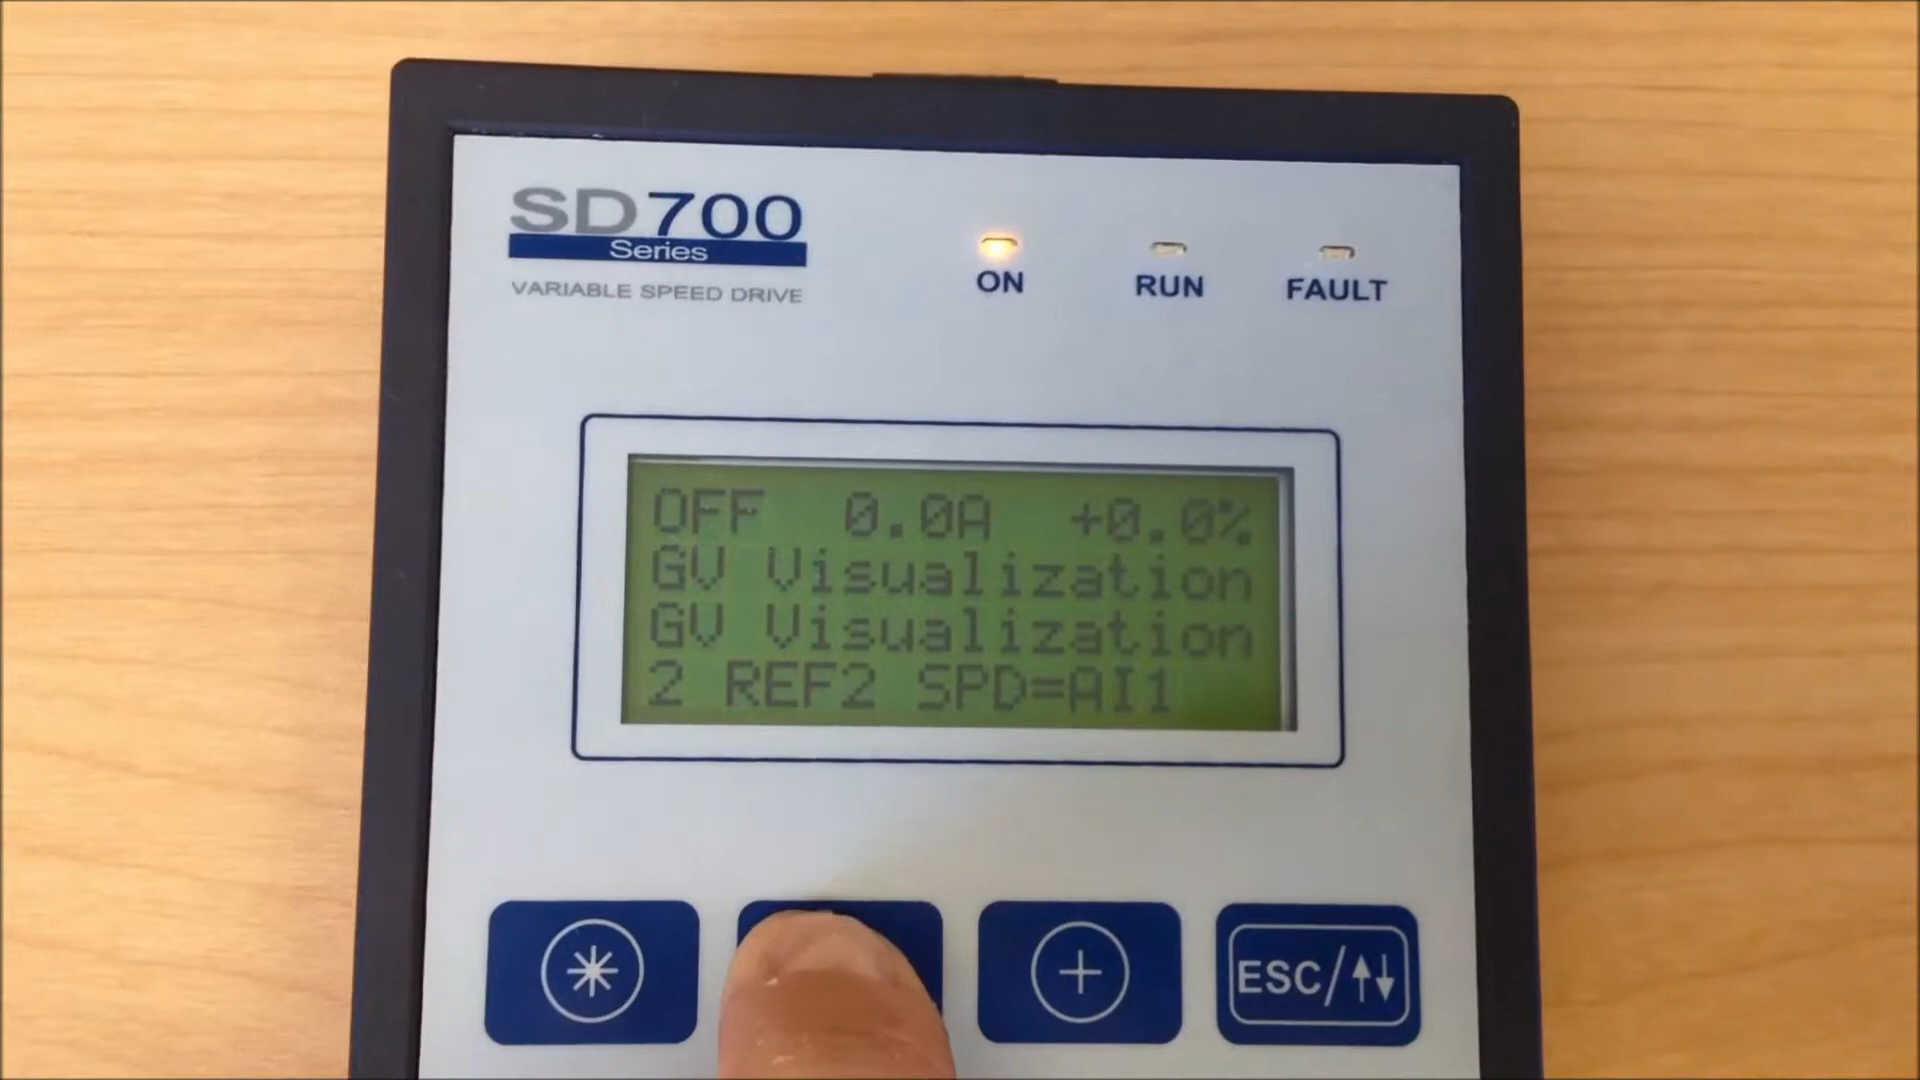 SD700
Series
VARIABLE SPEED DRIVE
ON RUN FAULT
OFF 0.0A +0.0%
GV Visualization
GV Visualization
2 REF2 SPD=AI1
ESC/↑↓